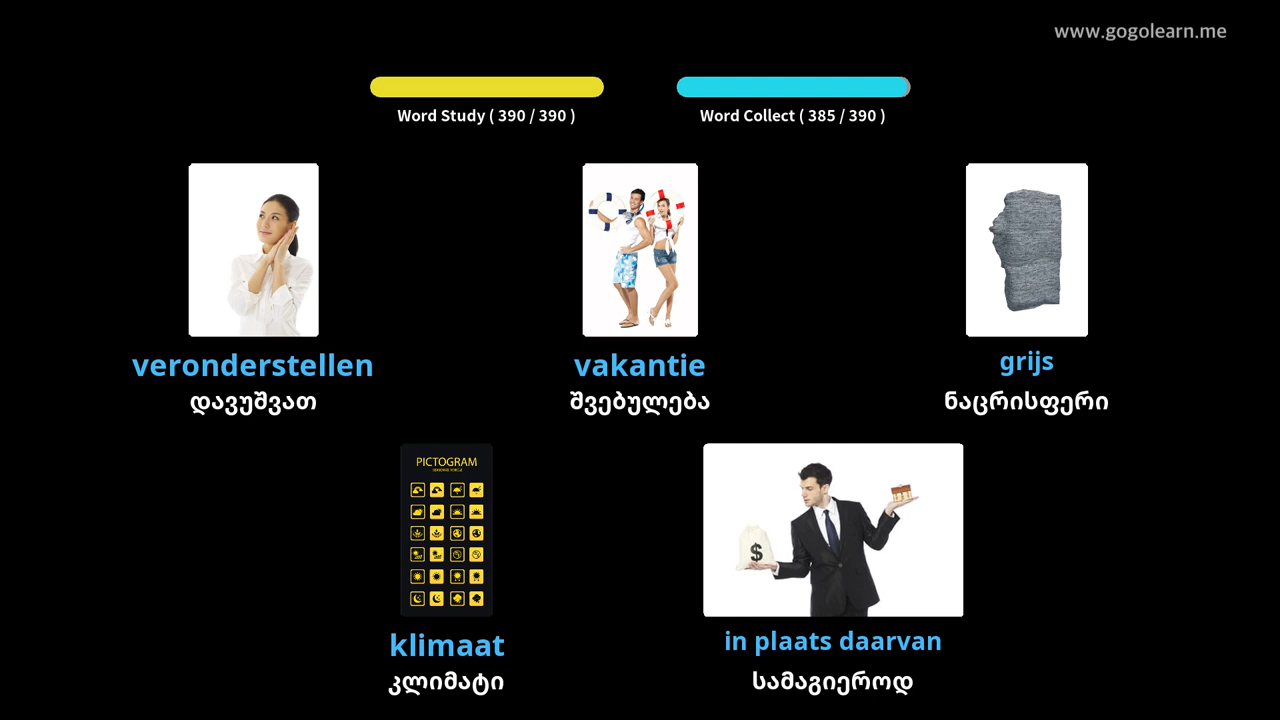 www.gogolearn.me
Word Study ( 390 / 390 )
Word Collect ( 385 / 390 )
veronderstellen
დავუშვათ
vakantie
შვებულება
grijs
ნაცრისფერი
PICTOGRAM
klimaat
კლიმატი
in plaats daarvan
სამაგიეროდ
$